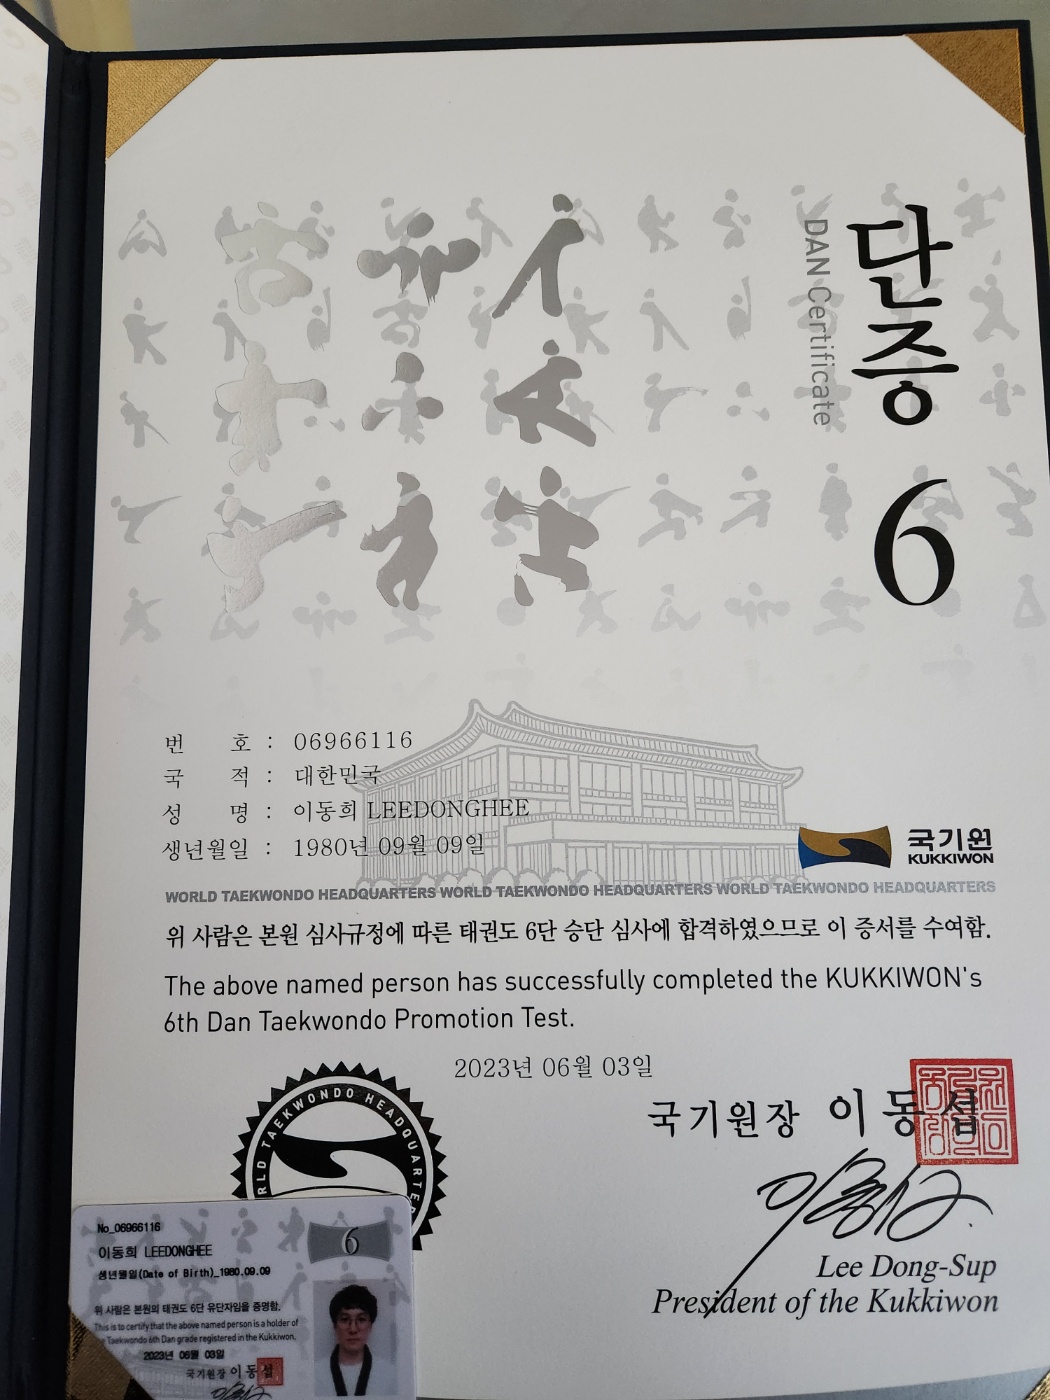 단증
DAN Certificate
6
번 호 : 06966116
국 적 : 대한민국
성 명 : 이동희 LEEDONGHEE
생년월일 : 1980년 09월 09일
국기원
KUKKIWON
WORLD TAEKWONDO HEADQUARTERS WORLD TAEKWONDO HEADQUARTERS WORLD TAEKWONDO HEADQUARTERS
위 사람은 본원 심사규정에 따른 태권도 6단 승단 심사에 합격하였으므로 이 증서를 수여함.
The above named person has successfully completed the KUKKIWON's
6th Dan Taekwondo Promotion Test.
2023년 06월 03일
국기원장 이동섭
Lee Dong-Sup
President of the Kukkiwon
RLD TAEKWONDO HEADQUARTE
No_06966116
6
이동희 LEEDONGHEE
생년월일(Date of Birth)_1980.09.09
위 사람은 본원의 태권도 6단 유단자임을 증명함.
This is to certify that the above named person is a holder of
Taekwondo 6th Dan grade registered in the Kukkiwon.
2023년 06월 03일
국기원장 이동섭